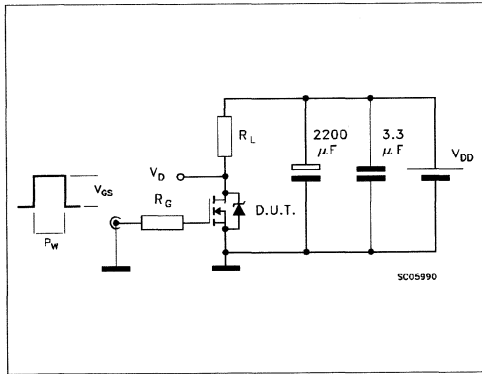 R_L
2200
μF
3.3
μF
V_DD
V_D
V_GS
R_G
D.U.T.
P_W
SC05990